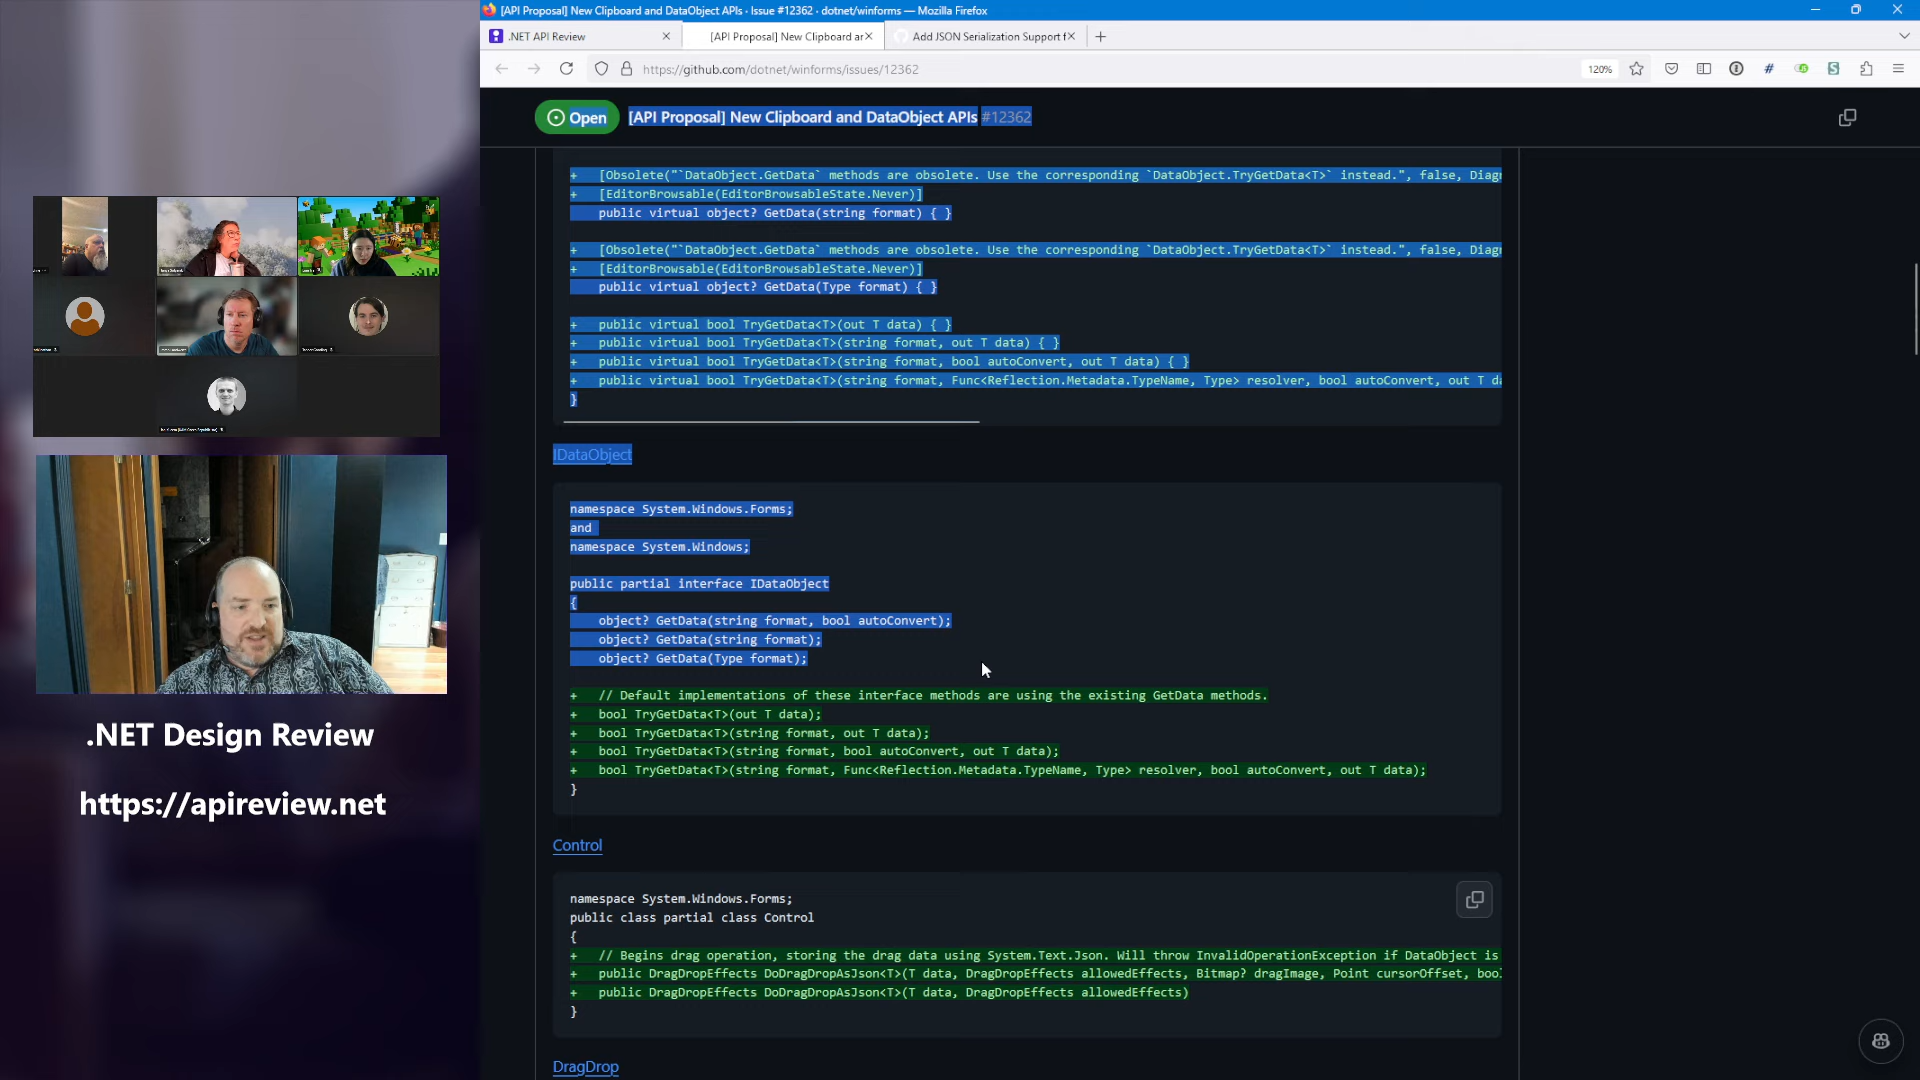 [API Proposal] New Clipboard and DataObject APIs · Issue #12362 · dotnet/winforms — Mozilla Firefox
.NET API Review
[API Proposal] New Clipboard ar
Add JSON Serialization Support f
https://github.com/dotnet/winforms/issues/12362
120%
Open
[API Proposal] New Clipboard and DataObject APIs #12362
+   [Obsolete("`DataObject.GetData` methods are obsolete. Use the corresponding `DataObject.TryGetData<T>` instead.", false, Diagn
+   [EditorBrowsable(EditorBrowsableState.Never)]
public virtual object? GetData(string format) { }
+   [Obsolete("`DataObject.GetData` methods are obsolete. Use the corresponding `DataObject.TryGetData<T>` instead.", false, Diagn
+   [EditorBrowsable(EditorBrowsableState.Never)]
public virtual object? GetData(Type format) { }
+   public virtual bool TryGetData<T>(out T data) { }
+   public virtual bool TryGetData<T>(string format, out T data) { }
+   public virtual bool TryGetData<T>(string format, bool autoConvert, out T data) { }
+   public virtual bool TryGetData<T>(string format, Func<Reflection.Metadata.TypeName, Type> resolver, bool autoConvert, out T da
}
IDataObject
namespace System.Windows.Forms;
and
namespace System.Windows;
public partial interface IDataObject
{
object? GetData(string format, bool autoConvert);
object? GetData(string format);
object? GetData(Type format);
+   // Default implementations of these interface methods are using the existing GetData methods.
+   bool TryGetData<T>(out T data);
+   bool TryGetData<T>(string format, out T data);
+   bool TryGetData<T>(string format, bool autoConvert, out T data);
+   bool TryGetData<T>(string format, Func<Reflection.Metadata.TypeName, Type> resolver, bool autoConvert, out T data);
}
Control
namespace System.Windows.Forms;
public class partial class Control
{
+   // Begins drag operation, storing the drag data using System.Text.Json. Will throw InvalidOperationException if DataObject is
+   public DragDropEffects DoDragDropAsJson<T>(T data, DragDropEffects allowedEffects, Bitmap? dragImage, Point cursorOffset, bool
+   public DragDropEffects DoDragDropAsJson<T>(T data, DragDropEffects allowedEffects)
}
DragDrop
.NET Design Review
https://apireview.net